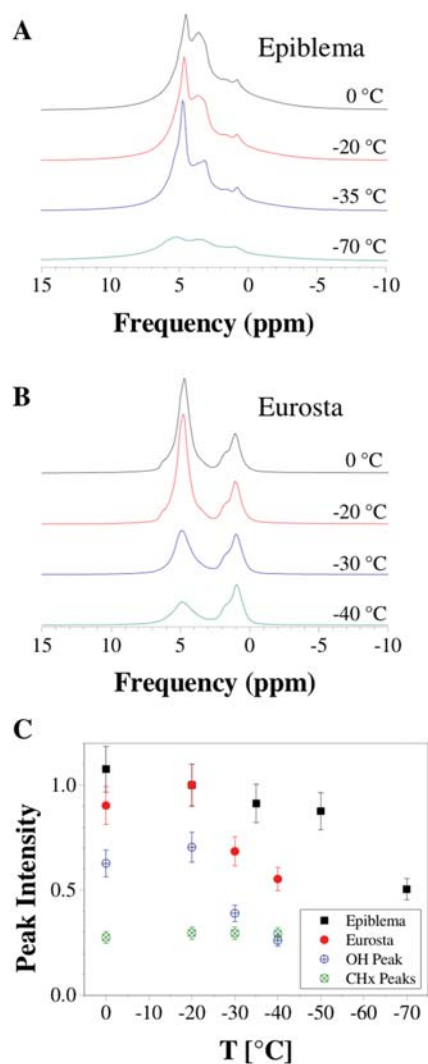 A
Epiblema
0 °C
-20 °C
-35 °C
-70 °C
15 10 5 0 -5 -10
Frequency (ppm)
B
Eurosta
0 °C
-20 °C
-30 °C
-40 °C
15 10 5 0 -5 -10
Frequency (ppm)
C
1.0
0.5
0.0
Peak Intensity
Epiblema
Eurosta
OH Peak
CHx Peaks
0 -10 -20 -30 -40 -50 -60 -70
T [°C]